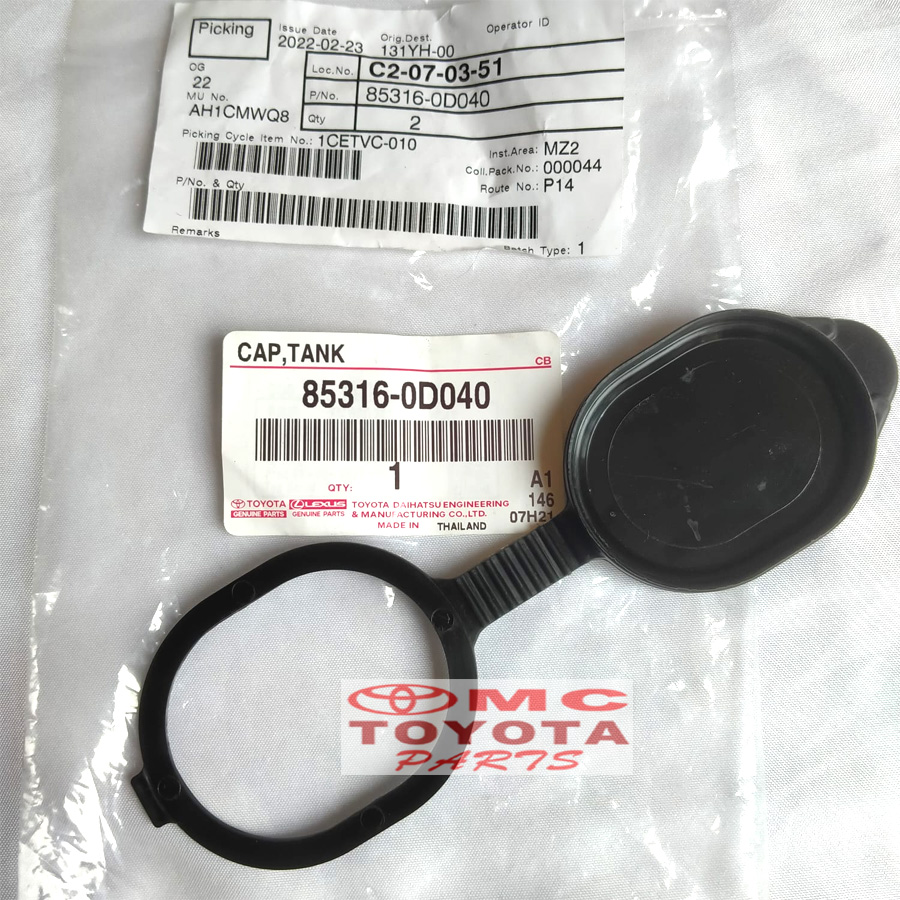 Picking
Issue Date
2022-02-23
Orig.Dest.
131YH-00
Operator ID
OG
22
Loc.No. C2-07-03-51
MU No.
AH1CMWQ8
P/No. 85316-0D040
Qty 2
Picking Cycle Item No.: 1CETVC-010
Inst.Area: MZ2
Coll.Pack.No.: 000044
Route No.: P14
P/No. & Qty
Remarks
Batch Type: 1
CAP,TANK
CB
85316-0D040
QTY: 1
A1
146
07H21
TOYOTA
GENUINE PARTS
LEXUS
GENUINE PARTS
TOYOTA DAIHATSU ENGINEERING
& MANUFACTURING CO.,LTD.
MADE IN THAILAND
MC
TOYOTA
PARTS